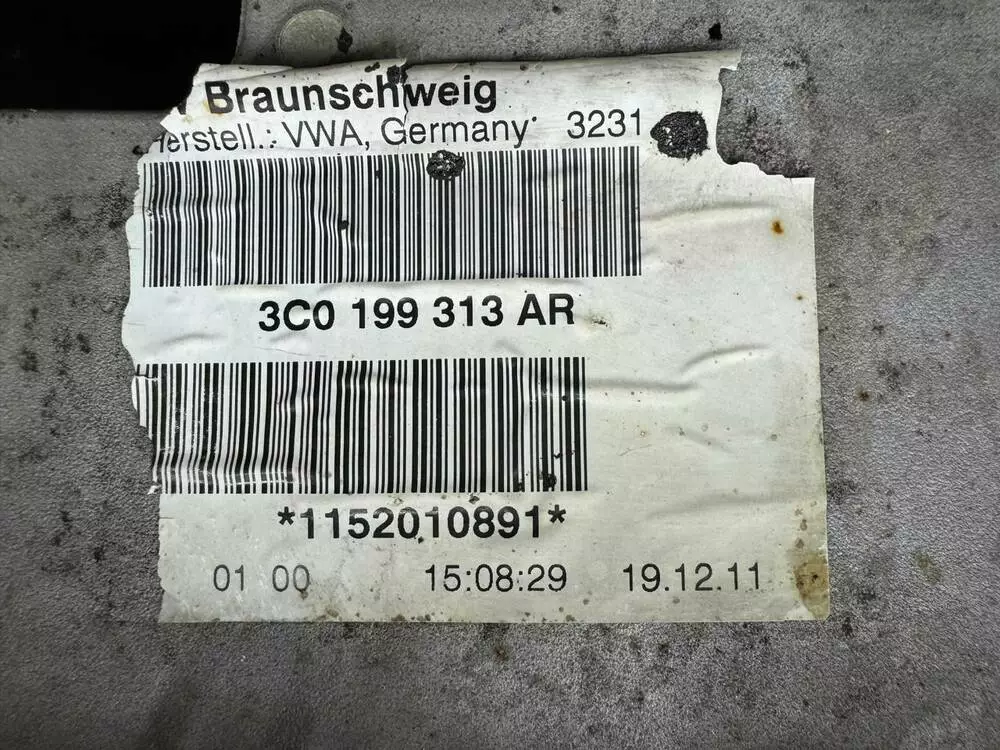 Braunschweig
Herstell.: VWA, Germany 3231
3C0 199 313 AR
*1152010891*
01 00 15:08:29 19.12.11